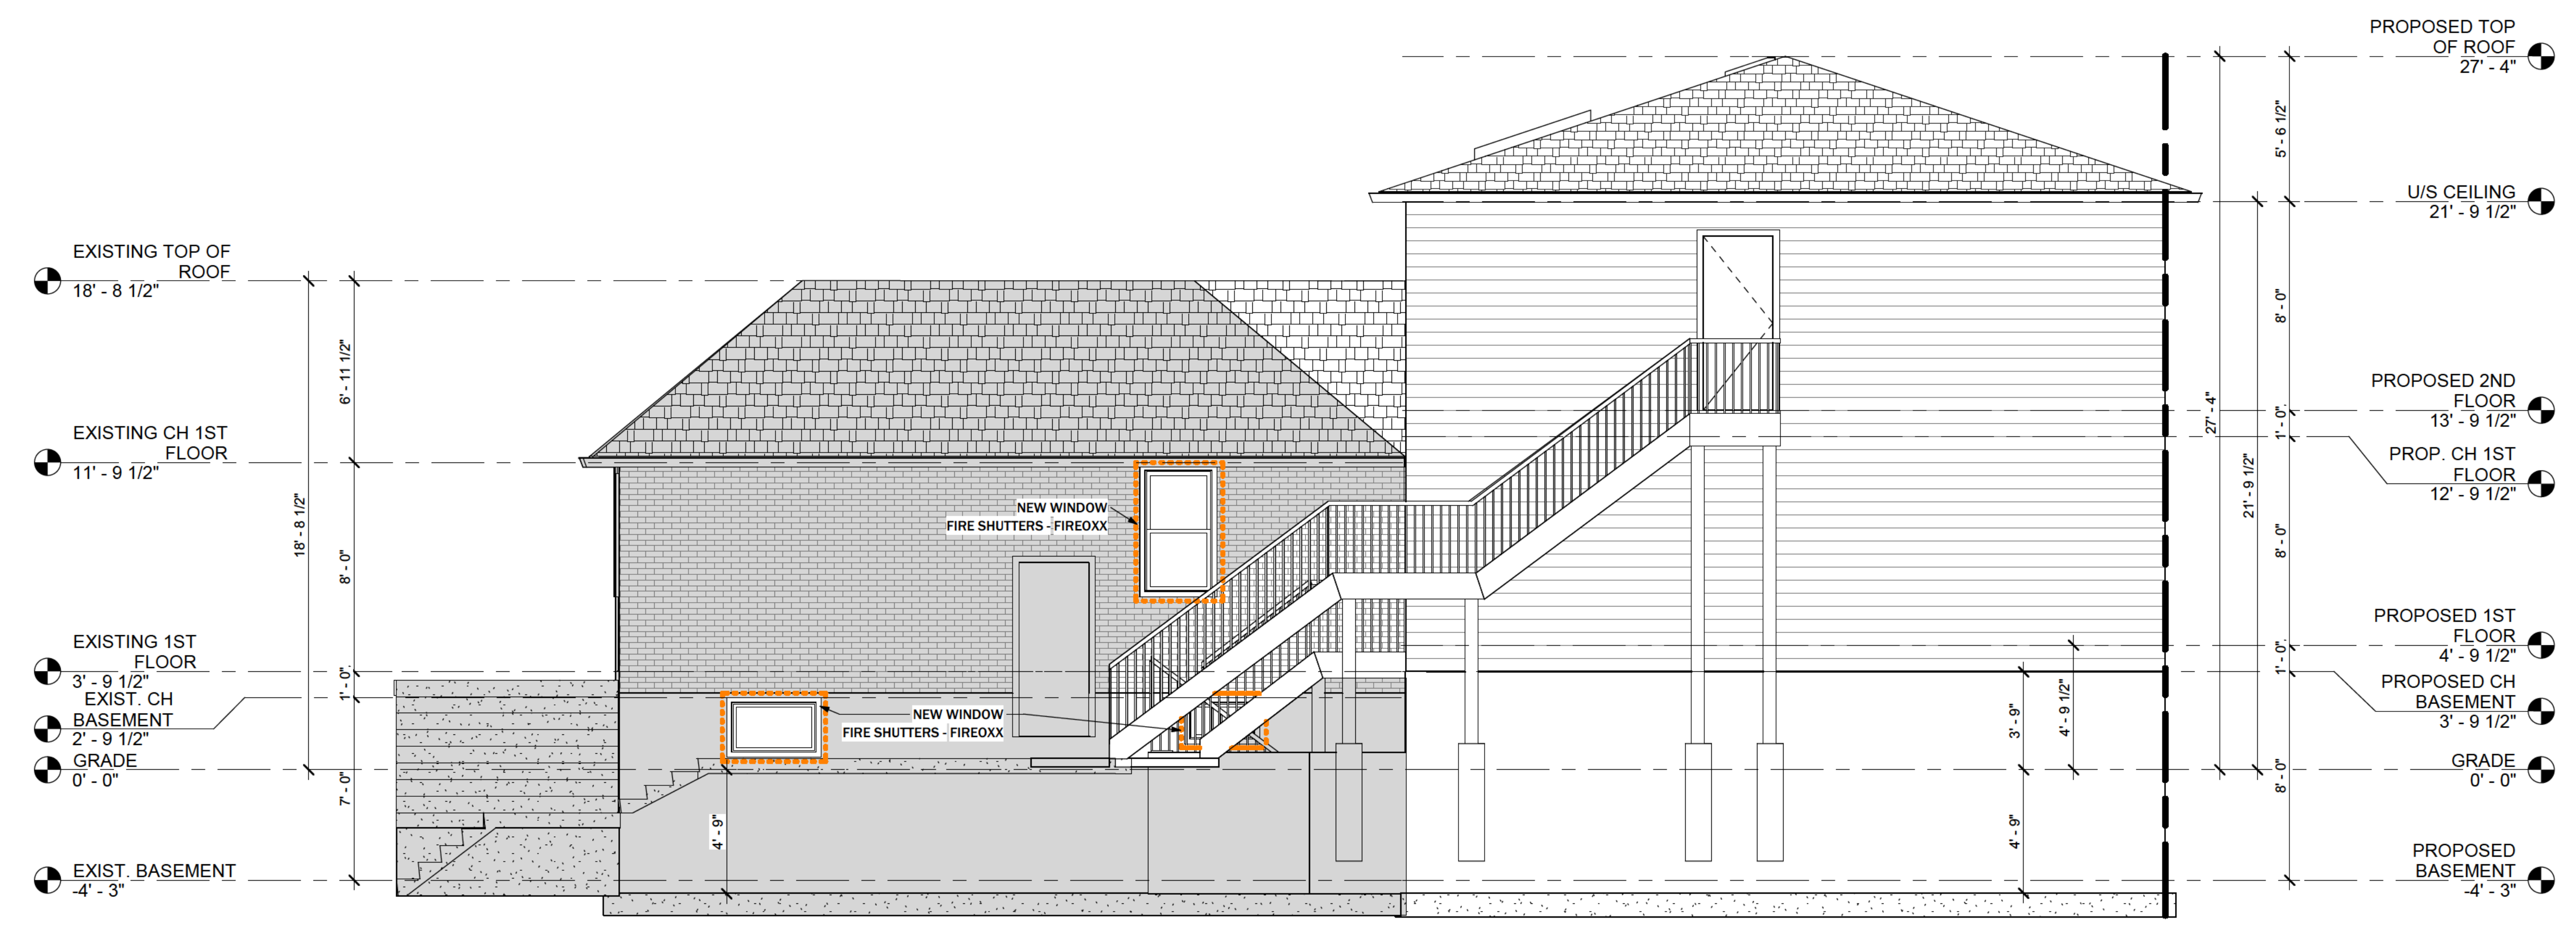 PROPOSED TOP
OF ROOF
27' - 4"
5' - 6 1/2"
U/S CEILING
21' - 9 1/2"
EXISTING TOP OF
ROOF
18' - 8 1/2"
6' - 11 1/2"
8' - 0"
PROPOSED 2ND
FLOOR
13' - 9 1/2"
27' - 4"
1' - 0"
EXISTING CH 1ST
FLOOR
11' - 9 1/2"
PROP. CH 1ST
FLOOR
12' - 9 1/2"
21' - 9 1/2"
NEW WINDOW
FIRE SHUTTERS - FIREOXX
18' - 8 1/2"
8' - 0"
8' - 0"
EXISTING 1ST
FLOOR
3' - 9 1/2"
1' - 0"
PROPOSED 1ST
FLOOR
4' - 9 1/2"
1' - 0"
EXIST. CH
BASEMENT
2' - 9 1/2"
PROPOSED CH
BASEMENT
3' - 9 1/2"
NEW WINDOW
FIRE SHUTTERS - FIREOXX
3' - 9"
4' - 9 1/2"
GRADE
0' - 0"
GRADE
0' - 0"
7' - 0"
8' - 0"
4' - 9"
4' - 9"
EXIST. BASEMENT
-4' - 3"
PROPOSED
BASEMENT
-4' - 3"